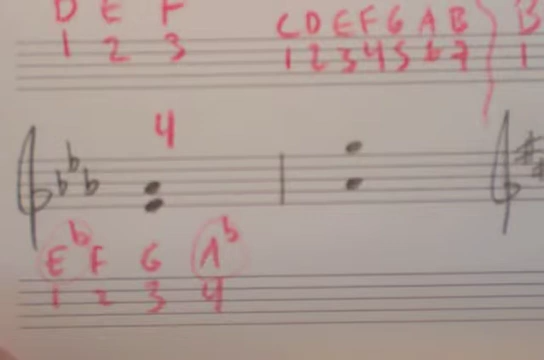 D E F
1 2 3
C D E F G A B
1 2 3 4 5 6 7
B
1
4
E♭ F G A♭
1 2 3 4